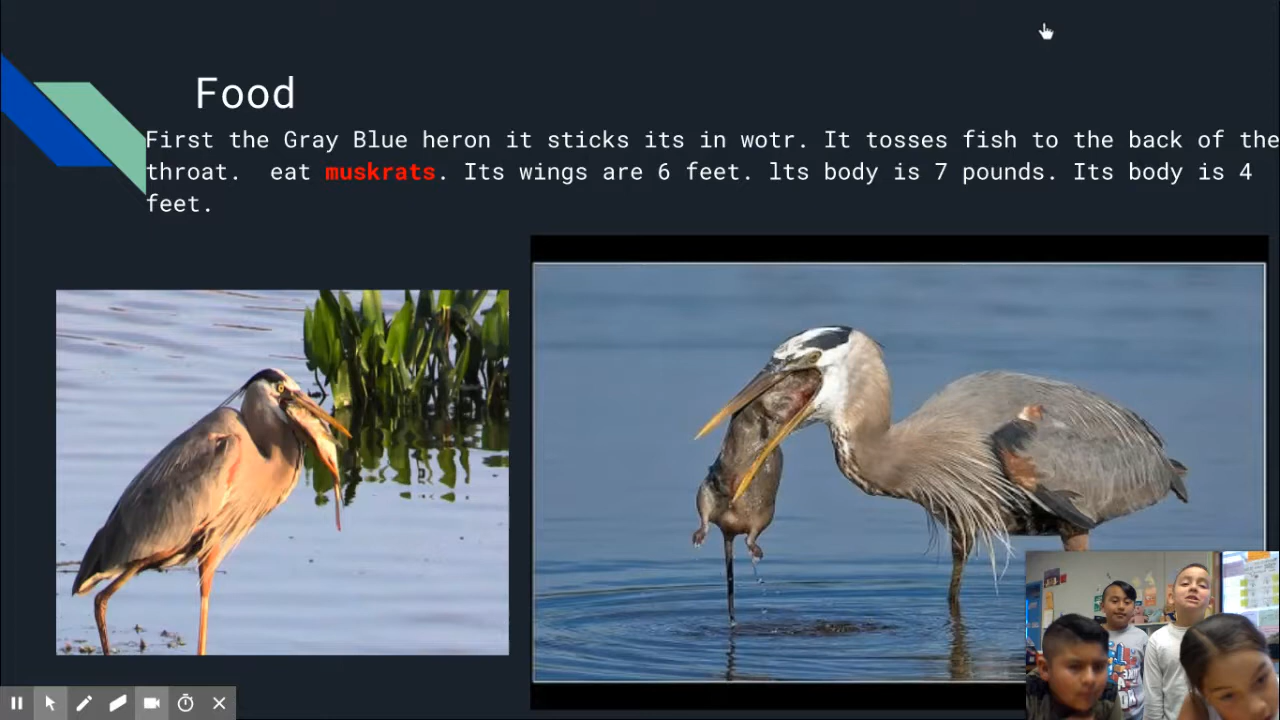 Food
First the Gray Blue heron it sticks its in wotr. It tosses fish to the back of the
throat.  eat muskrats. Its wings are 6 feet. lts body is 7 pounds. Its body is 4
feet.